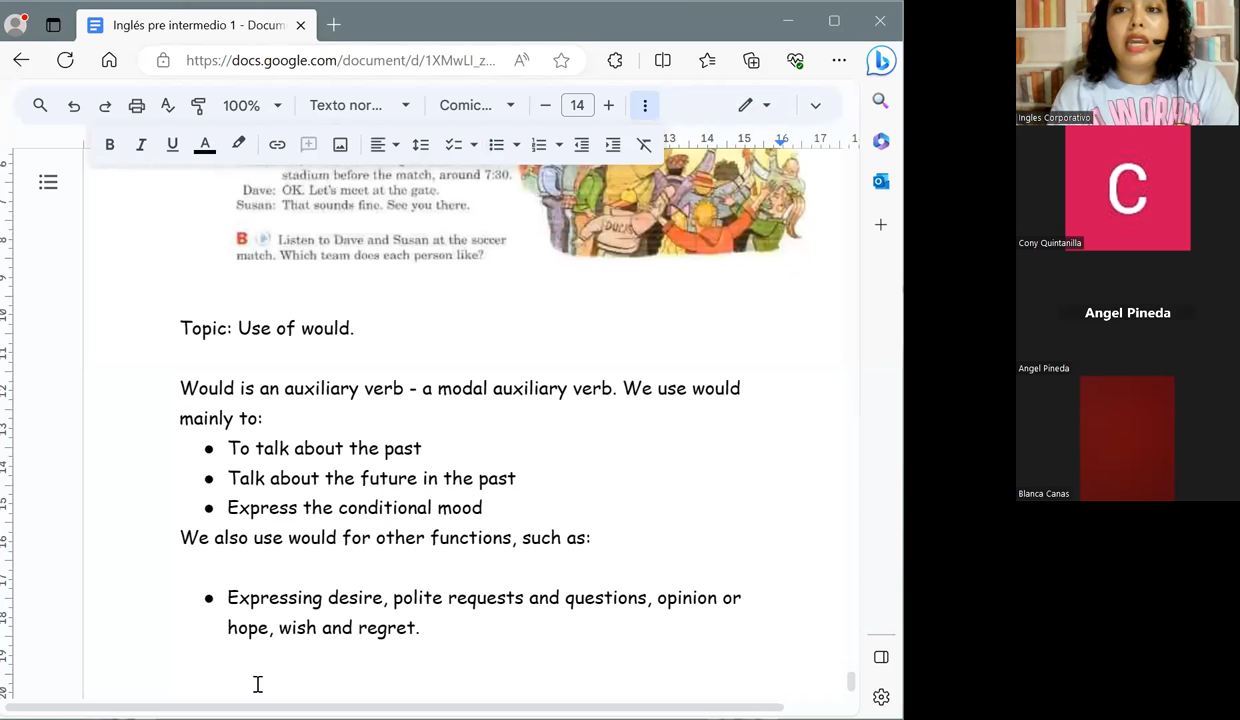 Inglés pre intermedio 1 - Docum
https://docs.google.com/document/d/1XMwLI_z...
100%
Texto nor...
Comic...
14
13 14 15 16 17
stadium before the match, around 7:30.
Dave: OK. Let's meet at the gate.
Susan: That sounds fine. See you there.
B Listen to Dave and Susan at the soccer
match. Which team does each person like?
Topic: Use of would.
Would is an auxiliary verb - a modal auxiliary verb. We use would
mainly to:
● To talk about the past
● Talk about the future in the past
● Express the conditional mood
We also use would for other functions, such as:
● Expressing desire, polite requests and questions, opinion or
hope, wish and regret.
Ingles Corporativo
C
Cony Quintanilla
Angel Pineda
Angel Pineda
Blanca Canas